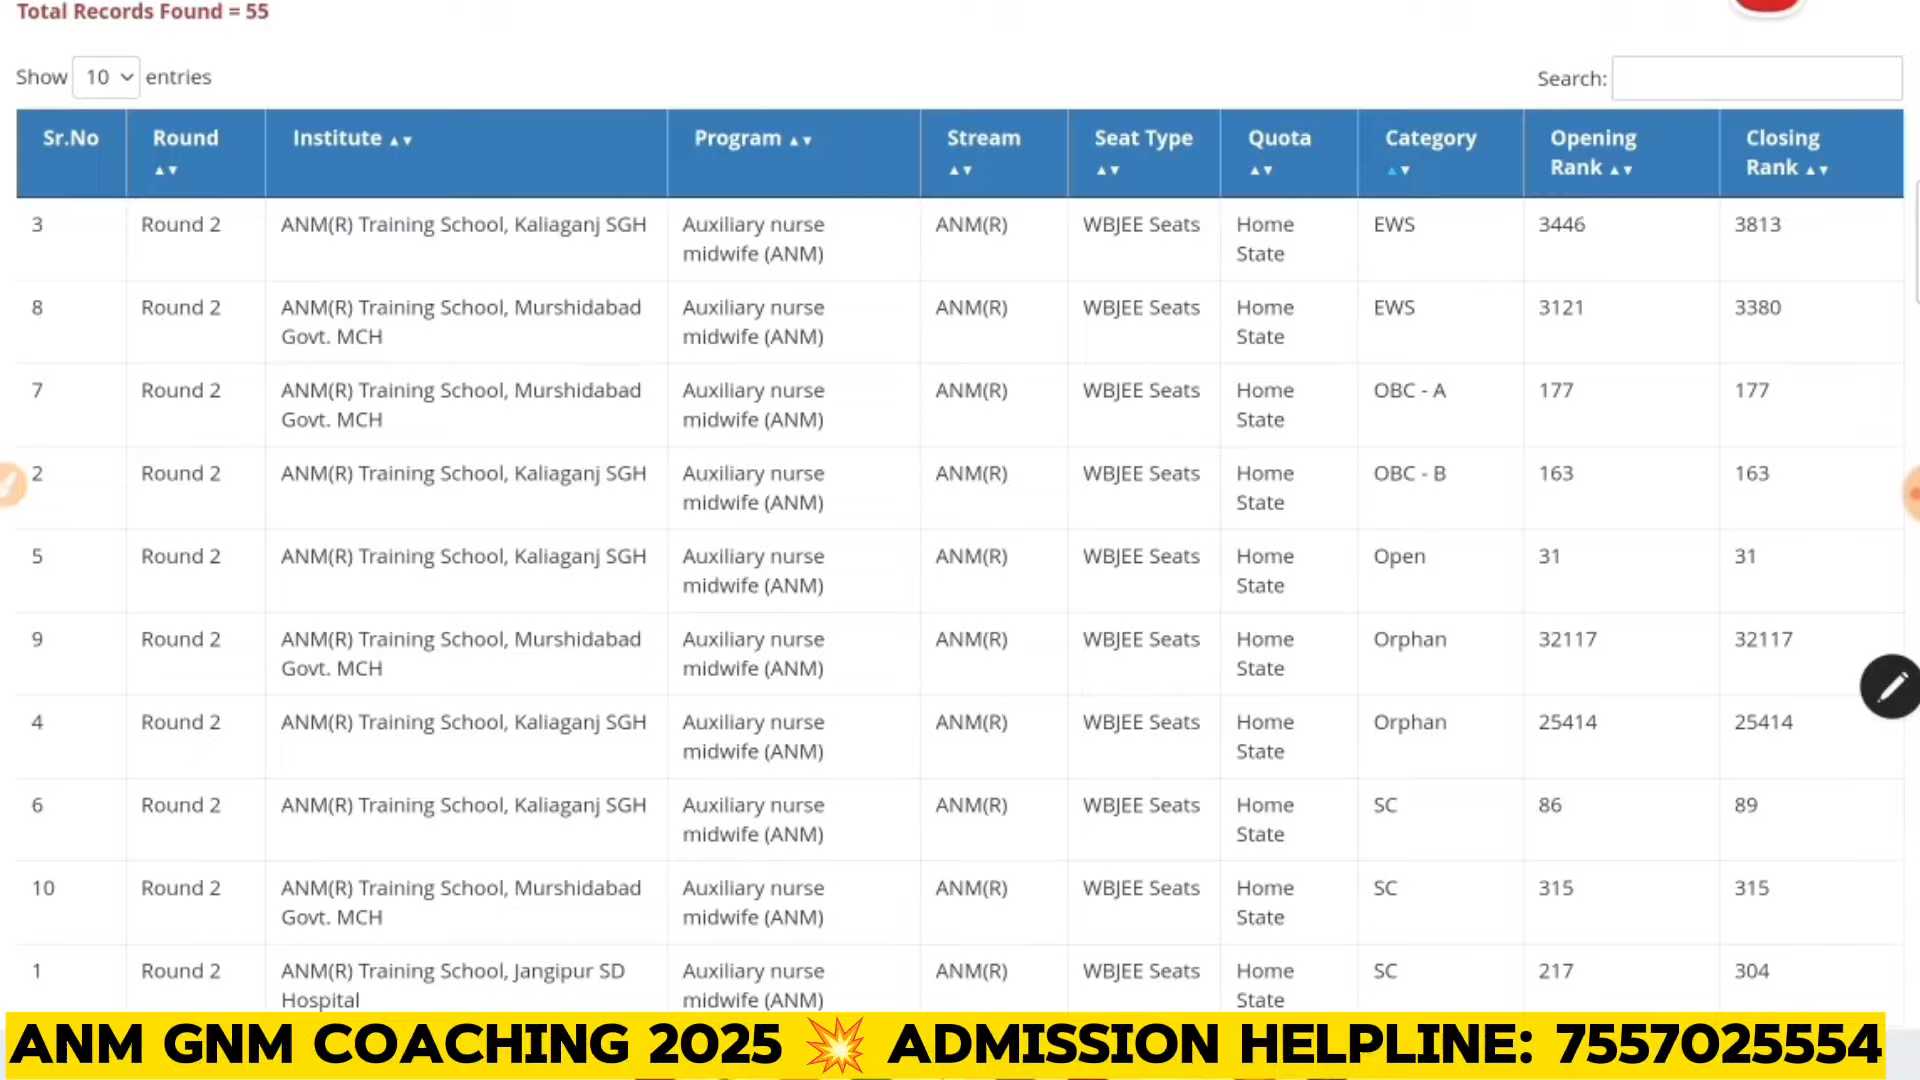 Total Records Found = 55
Show 10 entries
Search:
Sr.No Round Institute Program Stream Seat Type Quota Category Opening Rank Closing Rank
3 Round 2 ANM(R) Training School, Kaliaganj SGH Auxiliary nurse midwife (ANM) ANM(R) WBJEE Seats Home State EWS 3446 3813
8 Round 2 ANM(R) Training School, Murshidabad Govt. MCH Auxiliary nurse midwife (ANM) ANM(R) WBJEE Seats Home State EWS 3121 3380
7 Round 2 ANM(R) Training School, Murshidabad Govt. MCH Auxiliary nurse midwife (ANM) ANM(R) WBJEE Seats Home State OBC - A 177 177
2 Round 2 ANM(R) Training School, Kaliaganj SGH Auxiliary nurse midwife (ANM) ANM(R) WBJEE Seats Home State OBC - B 163 163
5 Round 2 ANM(R) Training School, Kaliaganj SGH Auxiliary nurse midwife (ANM) ANM(R) WBJEE Seats Home State Open 31 31
9 Round 2 ANM(R) Training School, Murshidabad Govt. MCH Auxiliary nurse midwife (ANM) ANM(R) WBJEE Seats Home State Orphan 32117 32117
4 Round 2 ANM(R) Training School, Kaliaganj SGH Auxiliary nurse midwife (ANM) ANM(R) WBJEE Seats Home State Orphan 25414 25414
6 Round 2 ANM(R) Training School, Kaliaganj SGH Auxiliary nurse midwife (ANM) ANM(R) WBJEE Seats Home State SC 86 89
10 Round 2 ANM(R) Training School, Murshidabad Govt. MCH Auxiliary nurse midwife (ANM) ANM(R) WBJEE Seats Home State SC 315 315
1 Round 2 ANM(R) Training School, Jangipur SD Hospital Auxiliary nurse midwife (ANM) ANM(R) WBJEE Seats Home State SC 217 304
ANM GNM COACHING 2025 💥 ADMISSION HELPLINE: 7557025554